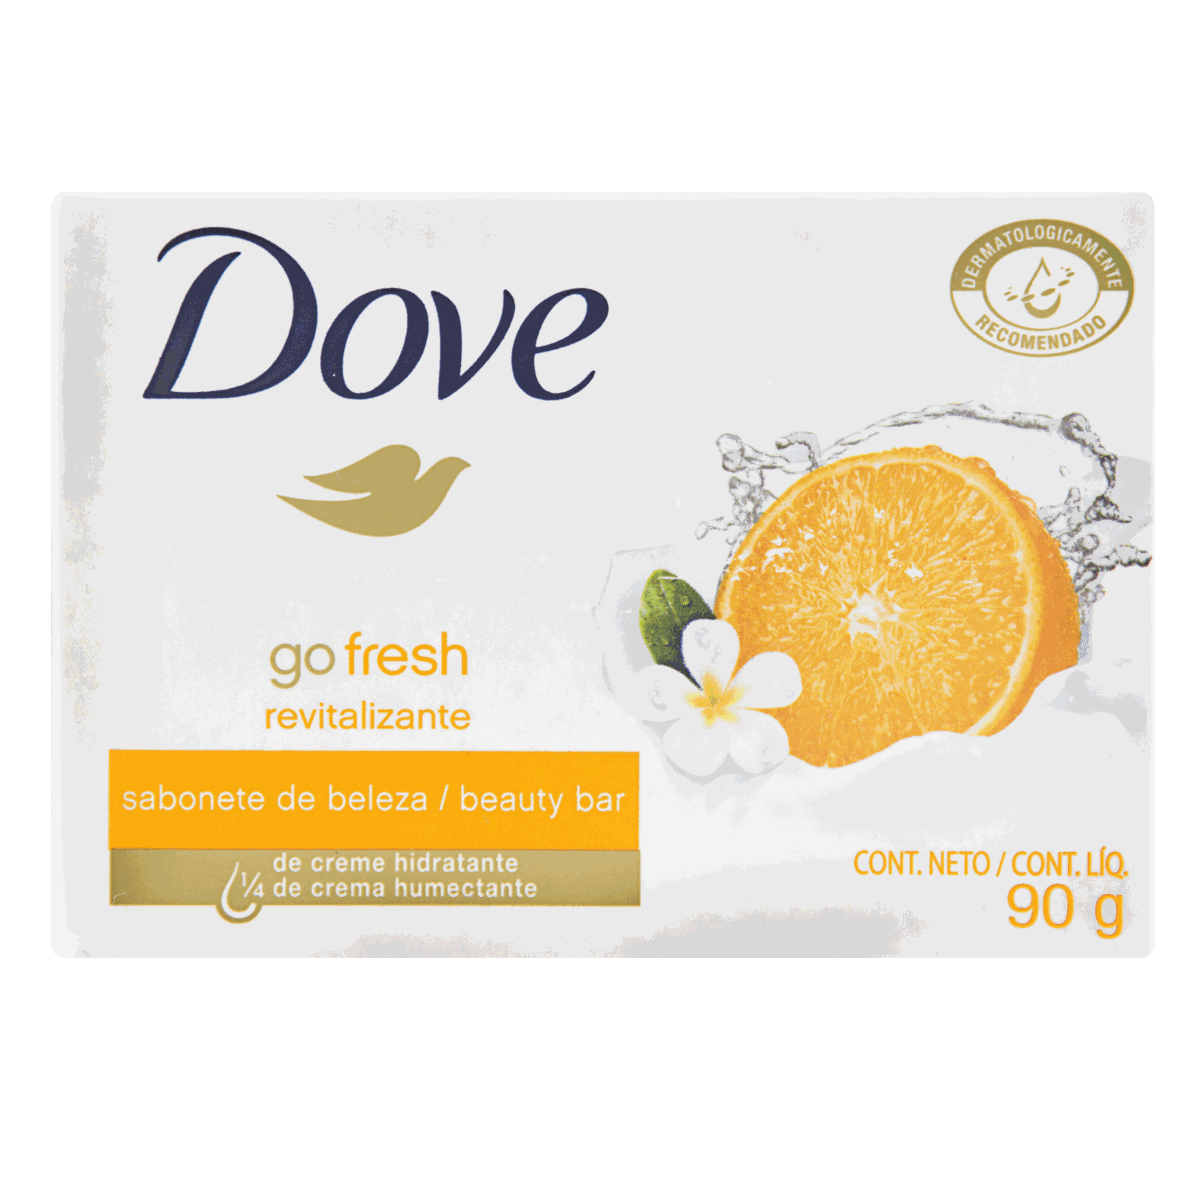 Dove
DERMATOLOGICAMENTE
RECOMENDADO
go fresh
revitalizante
sabonete de beleza / beauty bar
1/4
de creme hidratante
de crema humectante
CONT. NETO / CONT. LÍQ.
90 g